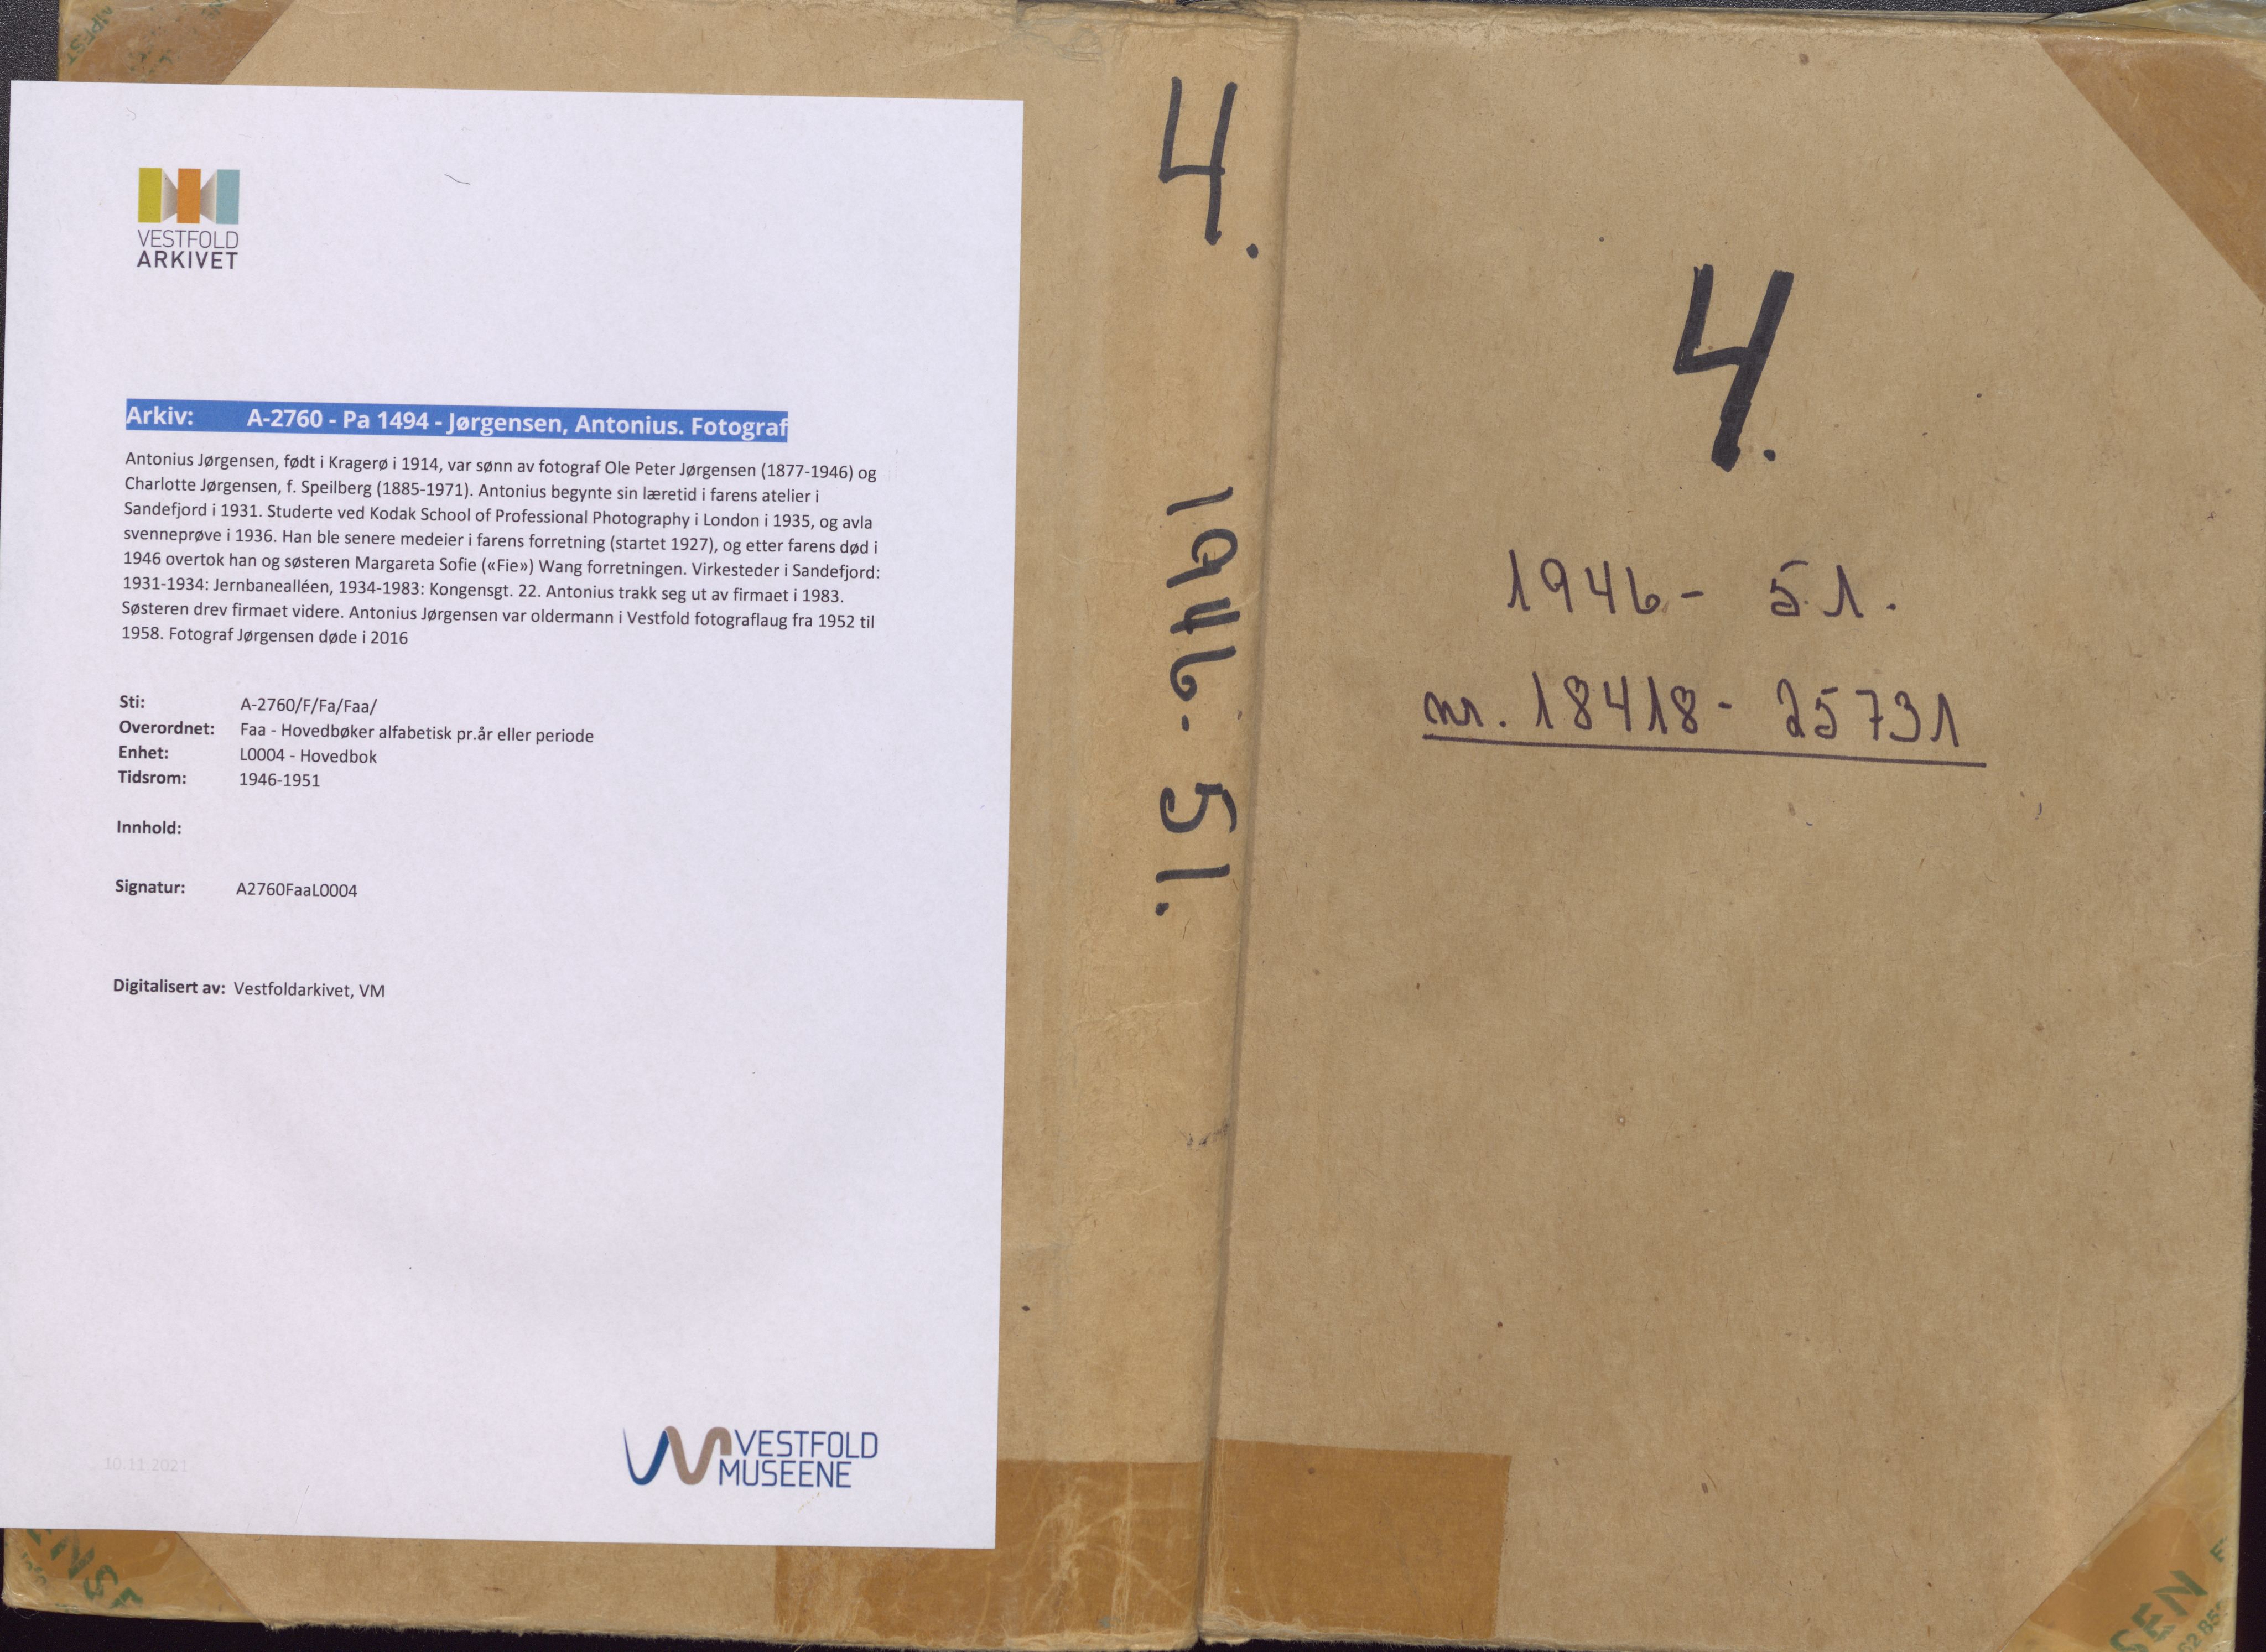 VESTFOLD
ARKIVET
Arkiv: A-2760 - Pa 1494 - Jørgensen, Antonius. Fotograf
Antonius Jørgensen, født i Kragerø i 1914, var sønn av fotograf Ole Peter Jørgensen (1877-1946) og
Charlotte Jørgensen, f. Speilberg (1885-1971). Antonius begynte sin læretid i farens atelier i
Sandefjord i 1931. Studerte ved Kodak School of Professional Photography i London i 1935, og avla
svenneprøve i 1936. Han ble senere medeier i farens forretning (startet 1927), og etter farens død i
1946 overtok han og søsteren Margareta Sofie («Fie») Wang forretningen. Virkesteder i Sandefjord:
1931-1934: Jernbanealléen, 1934-1983: Kongensgt. 22. Antonius trakk seg ut av firmaet i 1983.
Søsteren drev firmaet videre. Antonius Jørgensen var oldermann i Vestfold fotograflaug fra 1952 til
1958. Fotograf Jørgensen døde i 2016
Sti: A-2760/F/Fa/Faa/
Overordnet: Faa - Hovedbøker alfabetisk pr.år eller periode
Enhet: L0004 - Hovedbok
Tidsrom: 1946-1951
Innhold:
Signatur: A2760FaaL0004
Digitalisert av: Vestfoldarkivet, VM
10.11.2021
VESTFOLD
MUSEENE
4.
1946-51.
4.
1946- 51.
nr. 18418- 25731
SEN